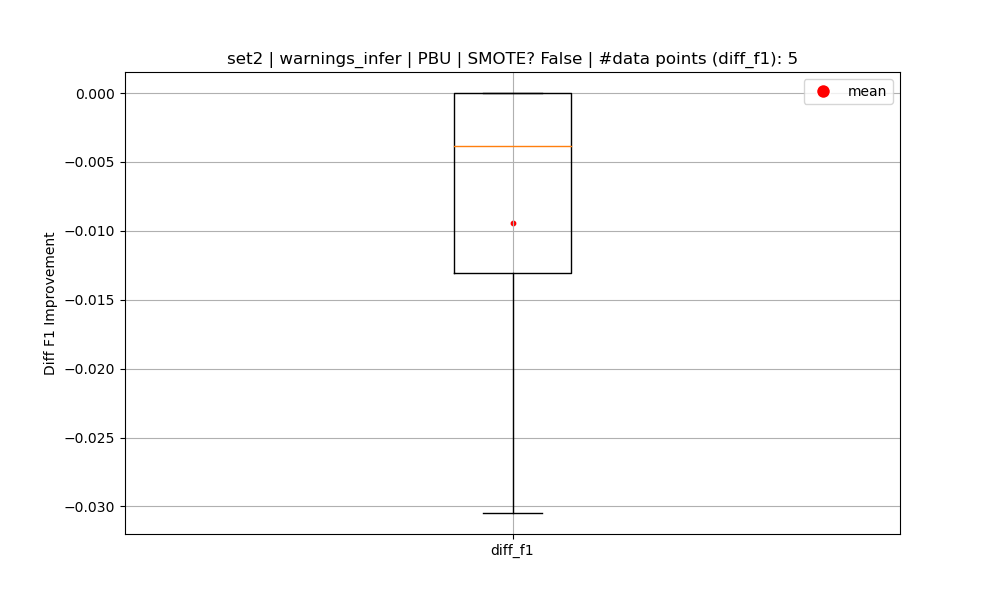 set2 | warnings_infer | PBU | SMOTE? False | #data points (diff_f1): 5
mean
0.000
−0.005
−0.010
−0.015
−0.020
−0.025
−0.030
Diff F1 Improvement
diff_f1